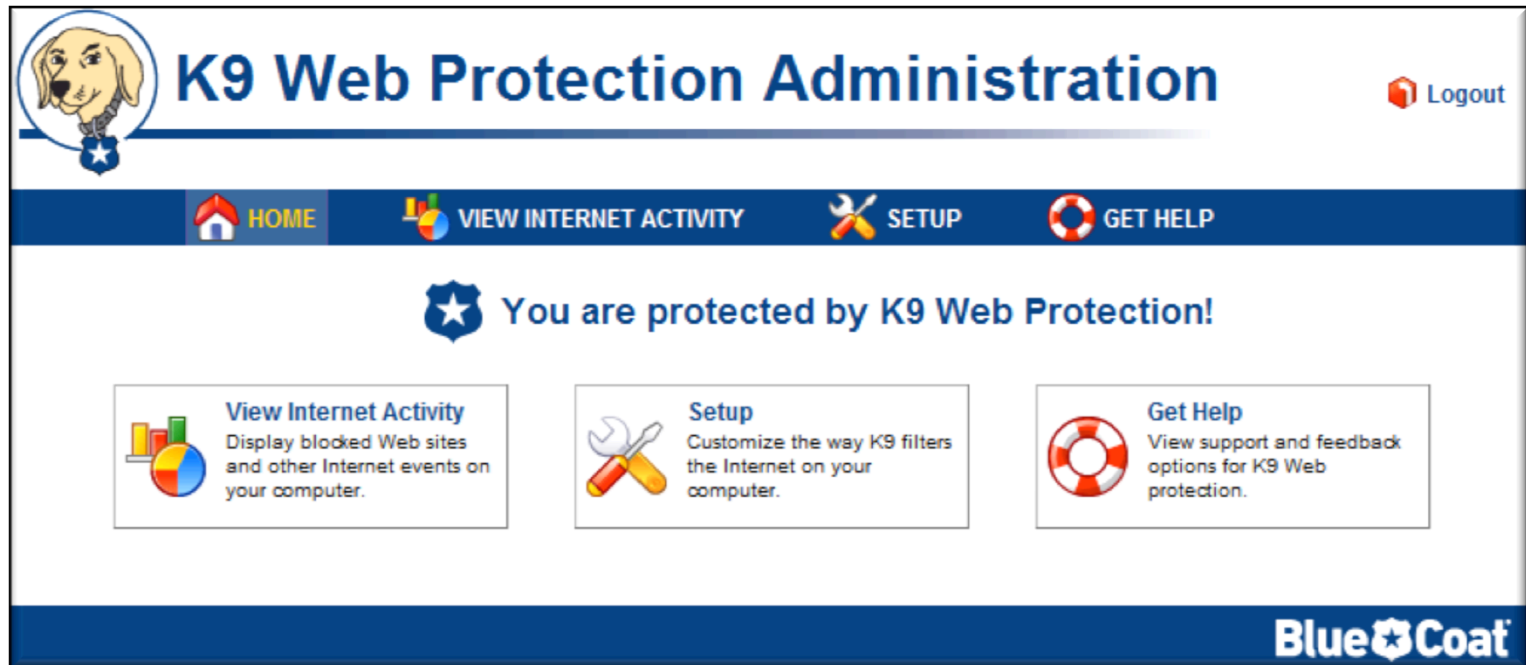 K9 Web Protection Administration
Logout
HOME
VIEW INTERNET ACTIVITY
SETUP
GET HELP
You are protected by K9 Web Protection!
View Internet Activity
Display blocked Web sites
and other Internet events on
your computer.
Setup
Customize the way K9 filters
the Internet on your
computer.
Get Help
View support and feedback
options for K9 Web
protection.
Blue Coat